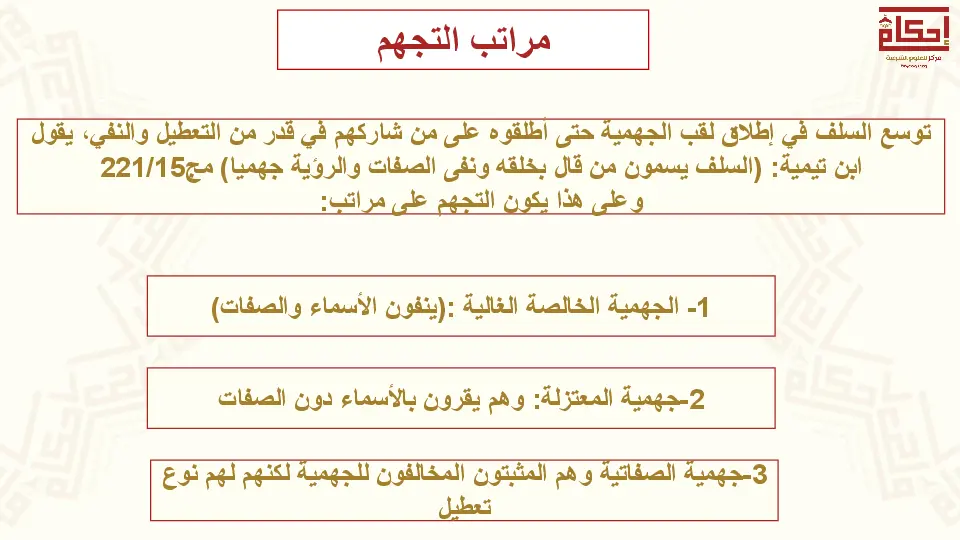 إحكام
مركز للعلوم الشرعية
مراتب التجهم
توسع السلف في إطلاق لقب الجهمية حتى أطلقوه على من شاركهم في قدر من التعطيل والنفي، يقول
ابن تيمية: (السلف يسمون من قال بخلقه ونفى الصفات والرؤية جهميا) مج221/15
وعلى هذا يكون التجهم على مراتب:
1- الجهمية الخالصة الغالية :(ينفون الأسماء والصفات)
2-جهمية المعتزلة: وهم يقرون بالأسماء دون الصفات
3-جهمية الصفاتية وهم المثبتون المخالفون للجهمية لكنهم لهم نوع
تعطيل